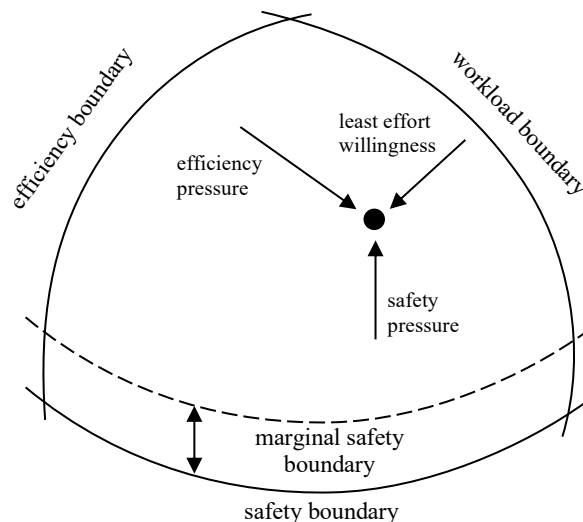 efficiency boundary
workload boundary
least effort
willingness
efficiency
pressure
safety
pressure
marginal safety
boundary
safety boundary